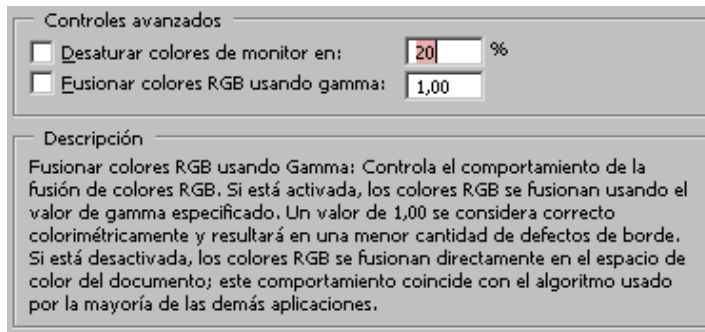 Controles avanzados
Desaturar colores de monitor en: 20 %
Fusionar colores RGB usando gamma: 1,00
Descripción
Fusionar colores RGB usando Gamma: Controla el comportamiento de la
fusión de colores RGB. Si está activada, los colores RGB se fusionan usando el
valor de gamma especificado. Un valor de 1,00 se considera correcto
colorimétricamente y resultará en una menor cantidad de defectos de borde.
Si está desactivada, los colores RGB se fusionan directamente en el espacio de
color del documento; este comportamiento coincide con el algoritmo usado
por la mayoría de las demás aplicaciones.